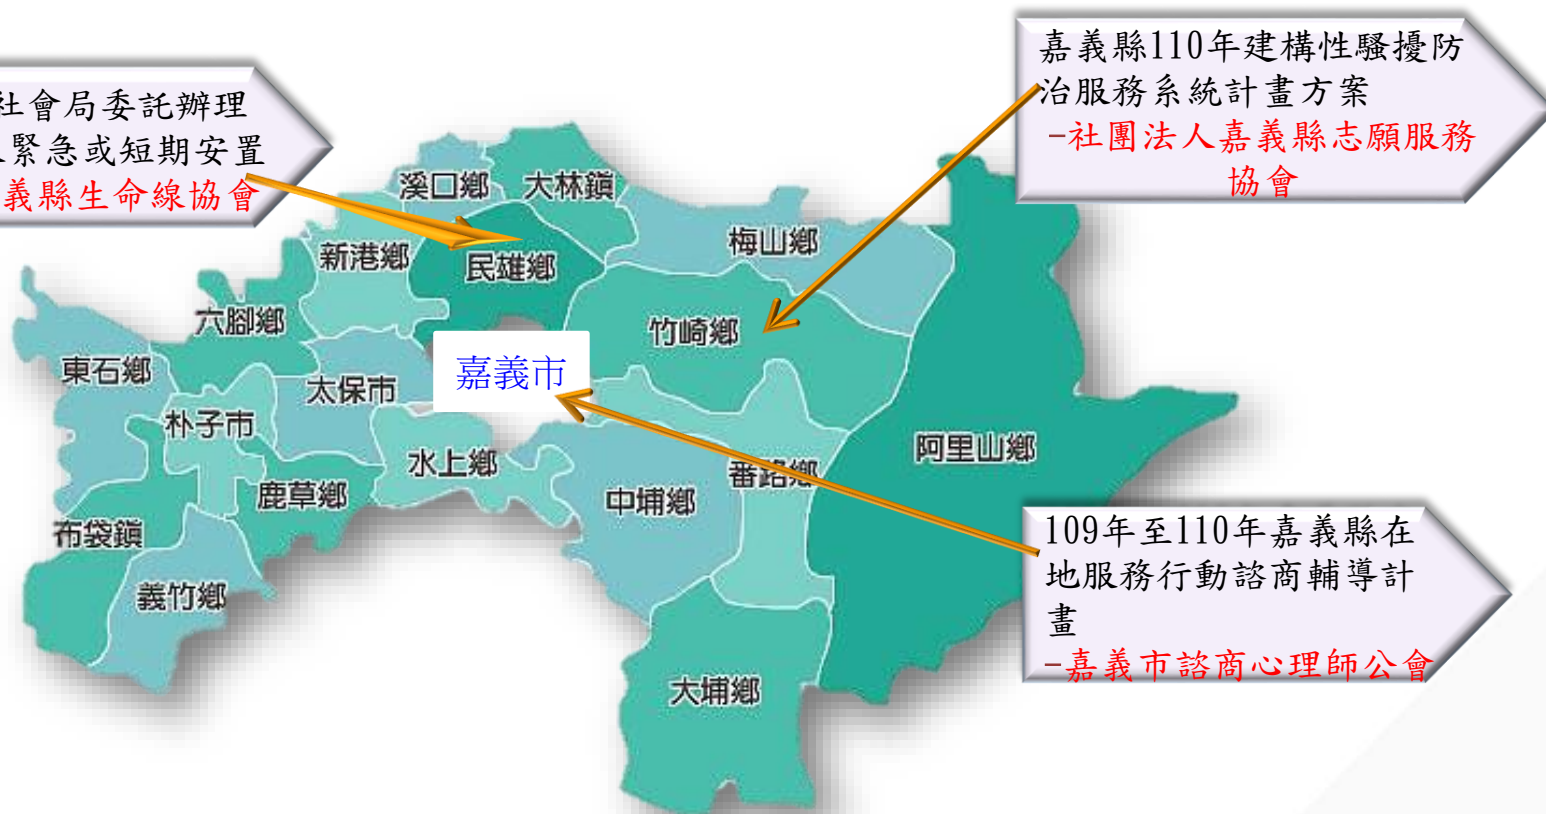 嘉義縣110年建構性騷擾防
治服務系統計畫方案
-社團法人嘉義縣志願服務
協會
社會局委託辦理
緊急或短期安置
義縣生命線協會
溪口鄉
大林鎮
梅山鄉
新港鄉
民雄鄉
六腳鄉
竹崎鄉
東石鄉
太保市
嘉義市
朴子市
水上鄉
阿里山鄉
番路鄉
鹿草鄉
中埔鄉
布袋鎮
義竹鄉
大埔鄉
109年至110年嘉義縣在
地服務行動諮商輔導計
畫
-嘉義市諮商心理師公會